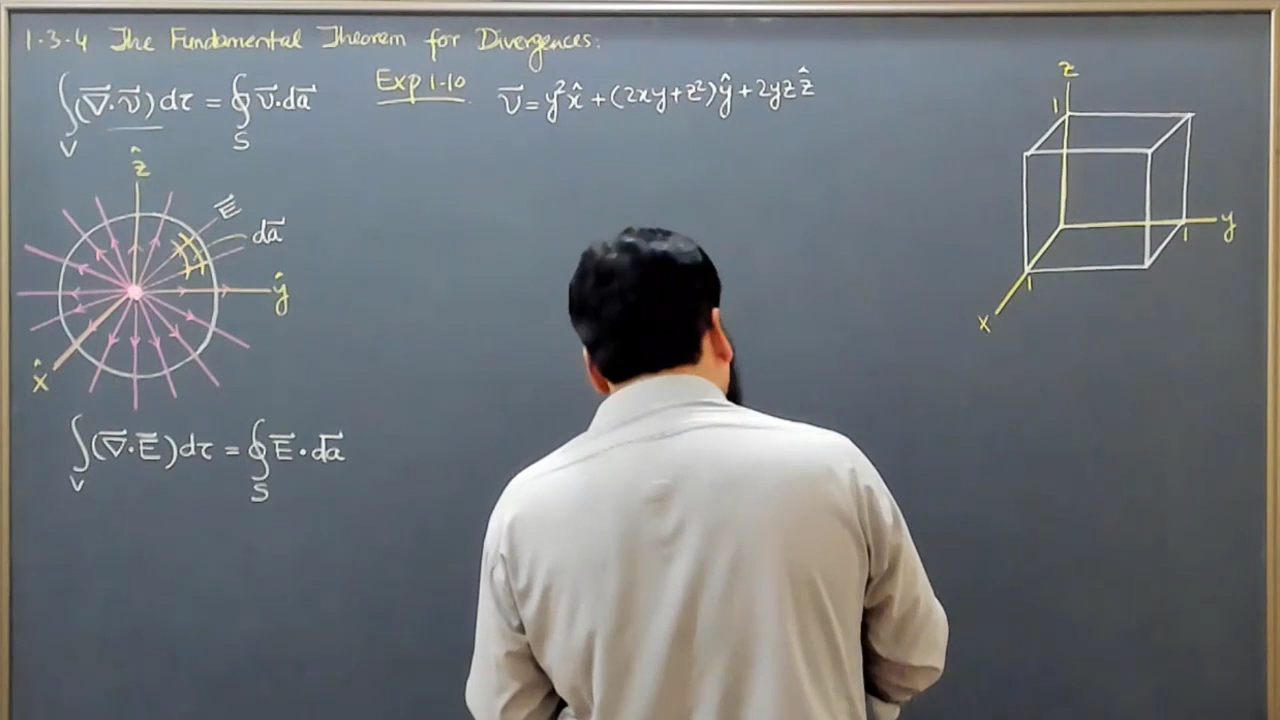 1.3.4 The Fundamental Theorem for Divergences:
∫(∇⃗·v⃗)dτ = ∮v⃗·da⃗
V S
Exp 1.10 v⃗ = y²x̂ + (2xy+z²)ŷ + 2yzẑ
ẑ
E⃗
da⃗
ŷ
x̂
∫(∇⃗·E⃗)dτ = ∮E⃗·da⃗
V S
z
1
y
1
1
x